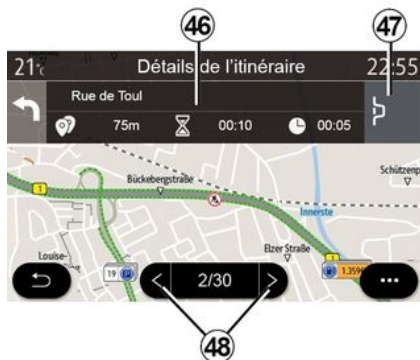 46
47
21°c Détails de l'itinéraire 22:55
Rue de Toul
75m 00:10 00:05
Schützenp
1
Bückebergstraße
Innerste
Elzer Straße
1
Louise-
19 P
2/30
1.359
48